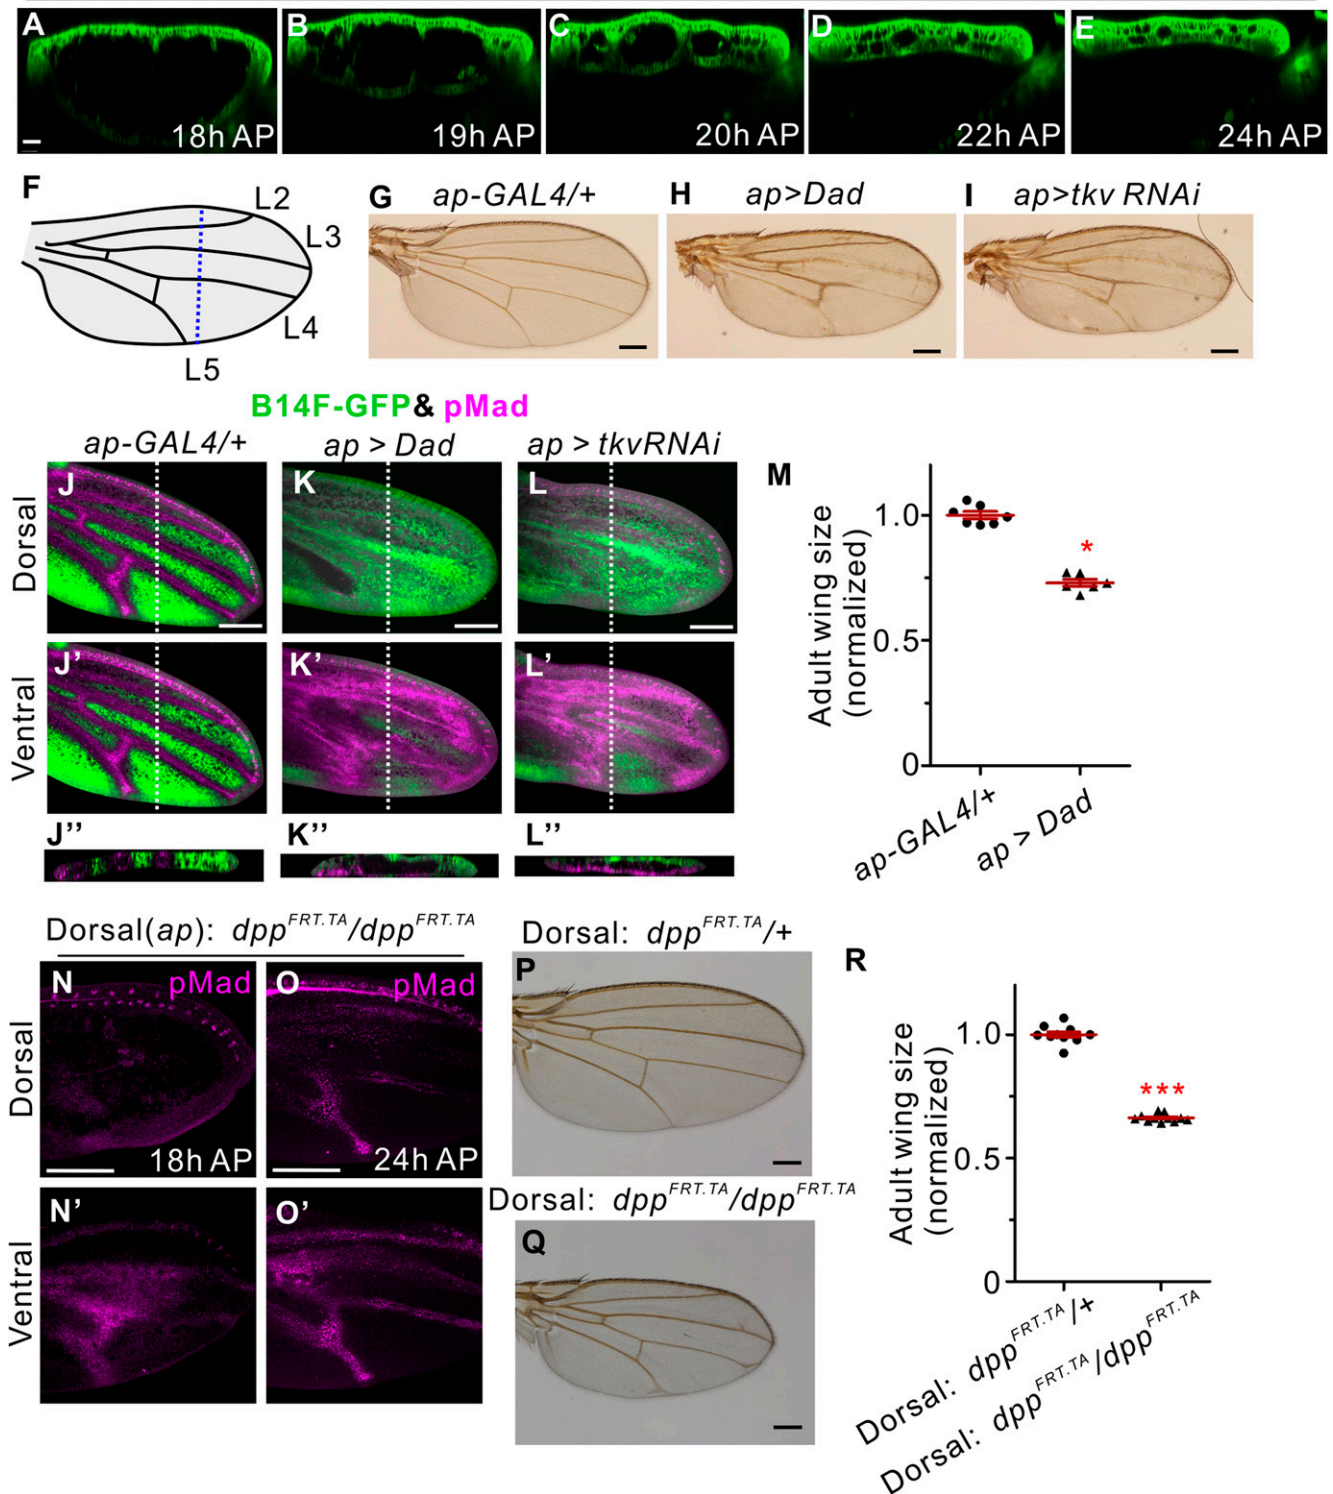 A B C D E
18h AP 19h AP 20h AP 22h AP 24h AP
F G H I
ap-GAL4/+ ap>Dad ap>tkv RNAi
L2
L3
L4
L5
B14F-GFP& pMad
ap-GAL4/+ ap > Dad ap > tkvRNAi
Dorsal
J K L
Ventral
J' K' L'
J'' K'' L''
M
Adult wing size
(normalized)
1.0
*
0.5
0
ap-GAL4/+
ap > Dad
Dorsal(ap): dpp^FRT.TA/dpp^FRT.TA
Dorsal
N pMad O pMad
18h AP 24h AP
Ventral
N' O'
Dorsal: dpp^FRT.TA/+
P
Dorsal: dpp^FRT.TA/dpp^FRT.TA
Q
R
Adult wing size
(normalized)
1.0
***
0.5
0
Dorsal: dpp^FRT.TA/+
Dorsal: dpp^FRT.TA/dpp^FRT.TA